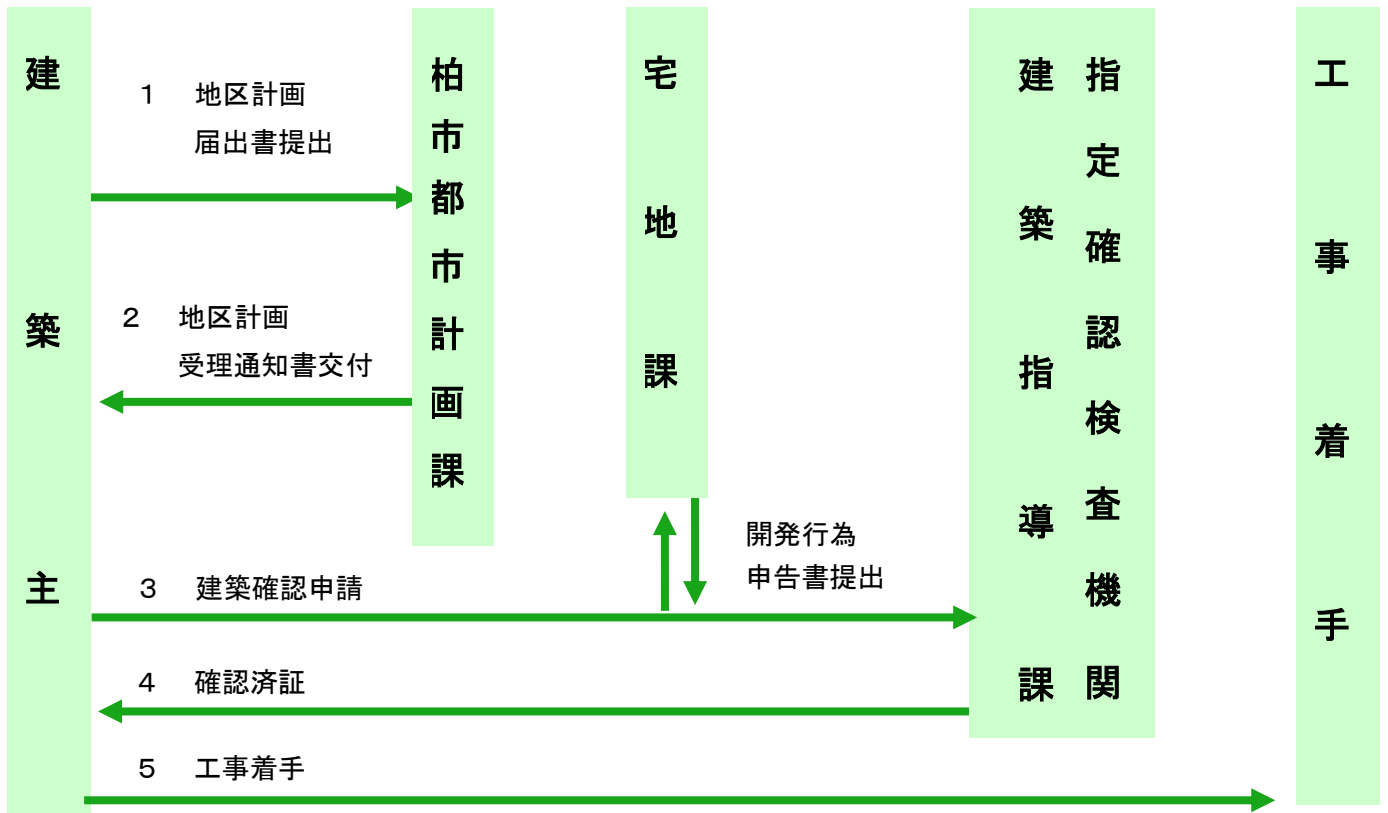 建築主
1 地区計画
届出書提出
2 地区計画
受理通知書交付
柏市都市計画課
宅地課
開発行為
申告書提出
3 建築確認申請
4 確認済証
5 工事着手
指定確認検査機関
建築指導課
工事着手